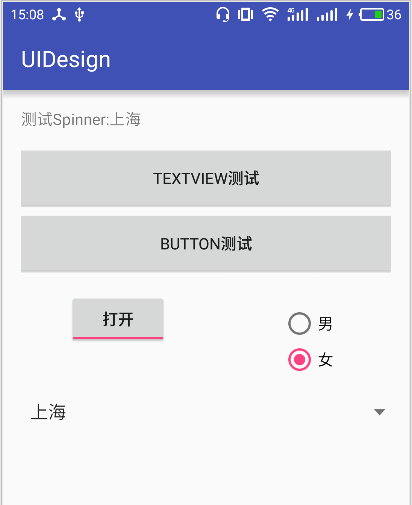 15:08 4G 36
UIDesign
测试Spinner:上海
TEXTVIEW测试
BUTTON测试
打开
男
女
上海